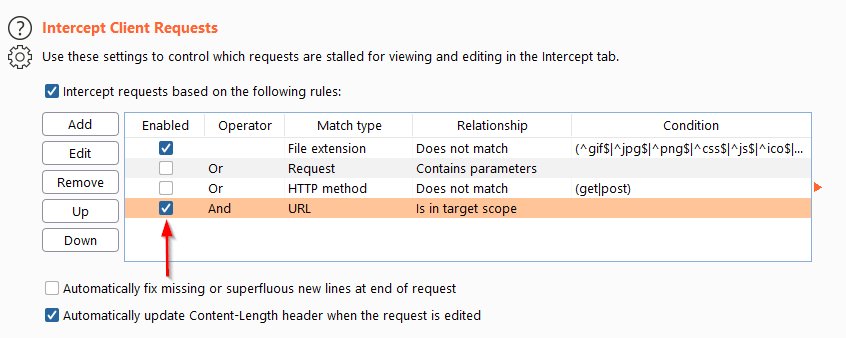 ?
Intercept Client Requests
Use these settings to control which requests are stalled for viewing and editing in the Intercept tab.
Intercept requests based on the following rules:
Add
Edit
Remove
Up
Down
Enabled Operator Match type Relationship Condition
File extension Does not match (^gif$|^jpg$|^png$|^css$|^js$|^ico$|...
Or Request Contains parameters
Or HTTP method Does not match (get|post)
And URL Is in target scope
Automatically fix missing or superfluous new lines at end of request
Automatically update Content-Length header when the request is edited